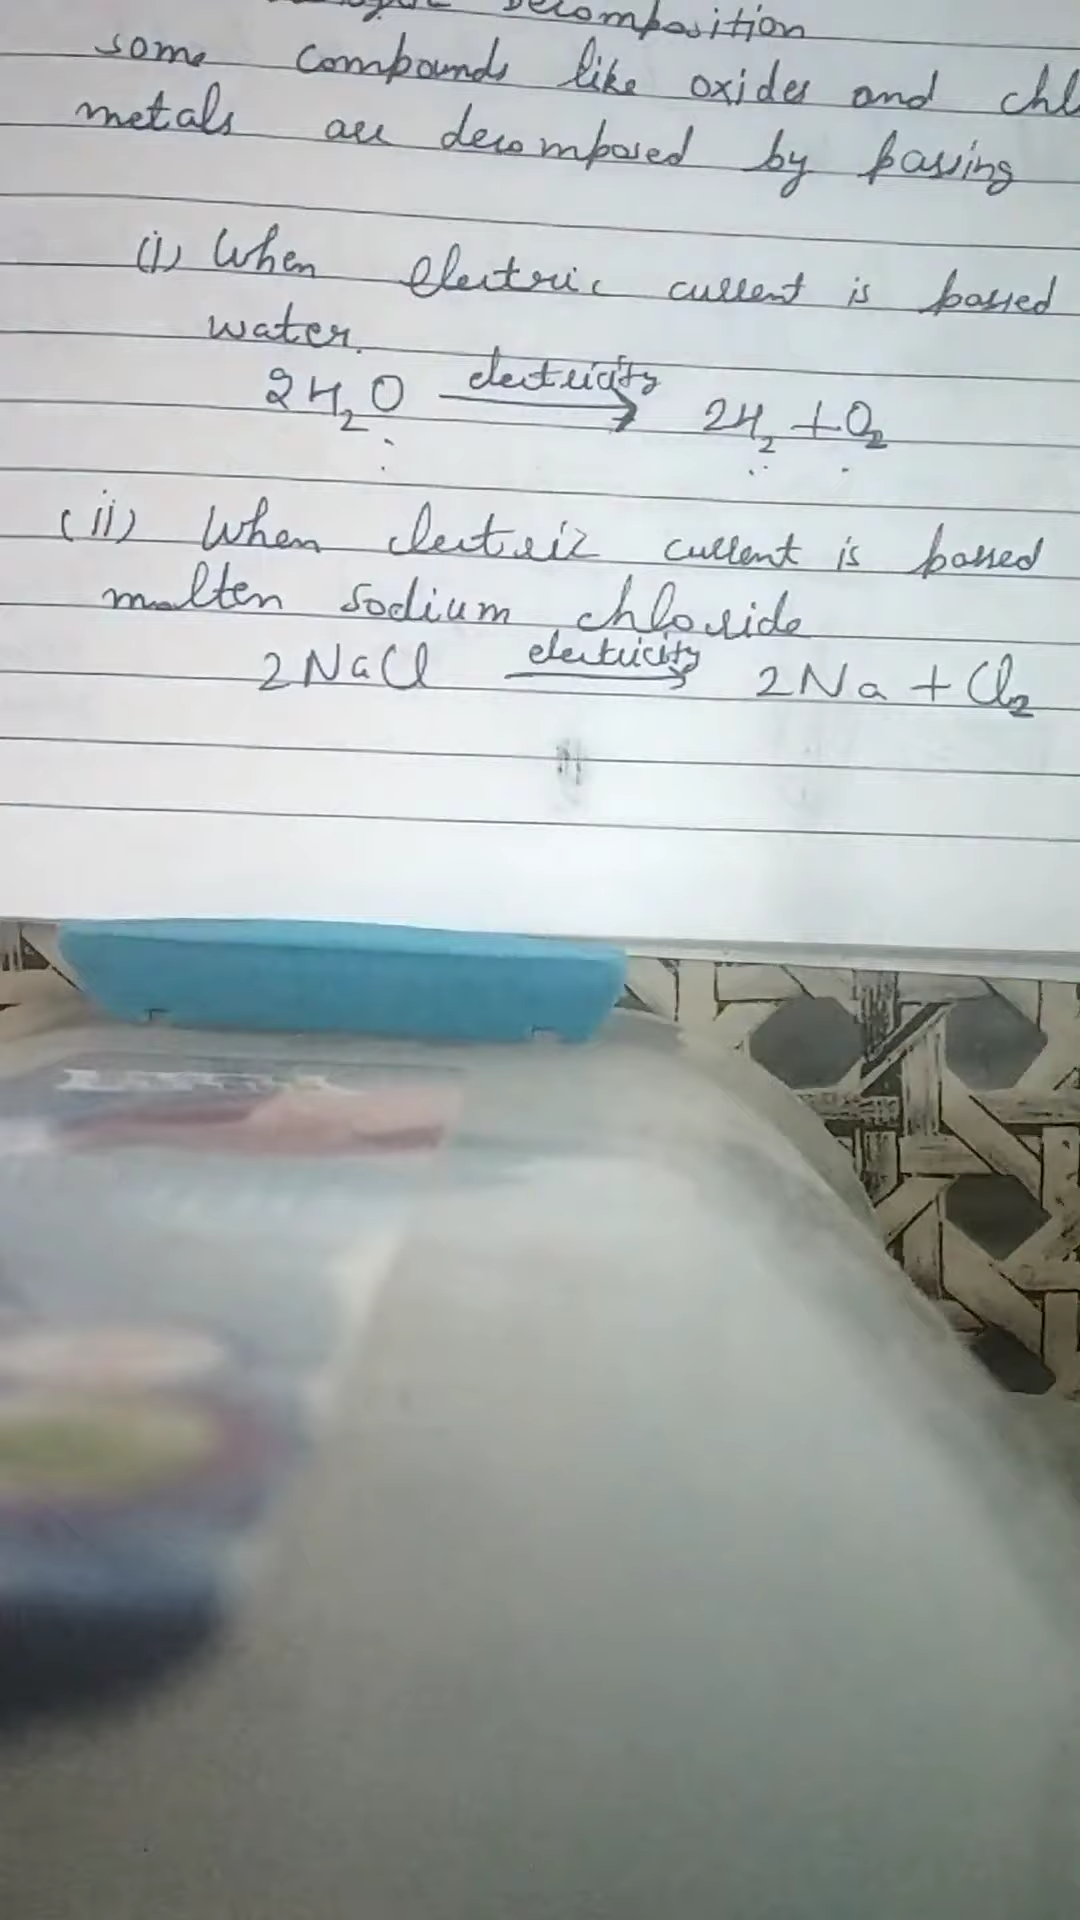 Decomposition
some compounds like oxides and chl
metals are decomposed by passing
(i) When electric current is passed
water.
2H₂O electricity → 2H₂ + O₂
(ii) When electric current is passed
molten sodium chloride
2NaCl electricity → 2Na + Cl₂